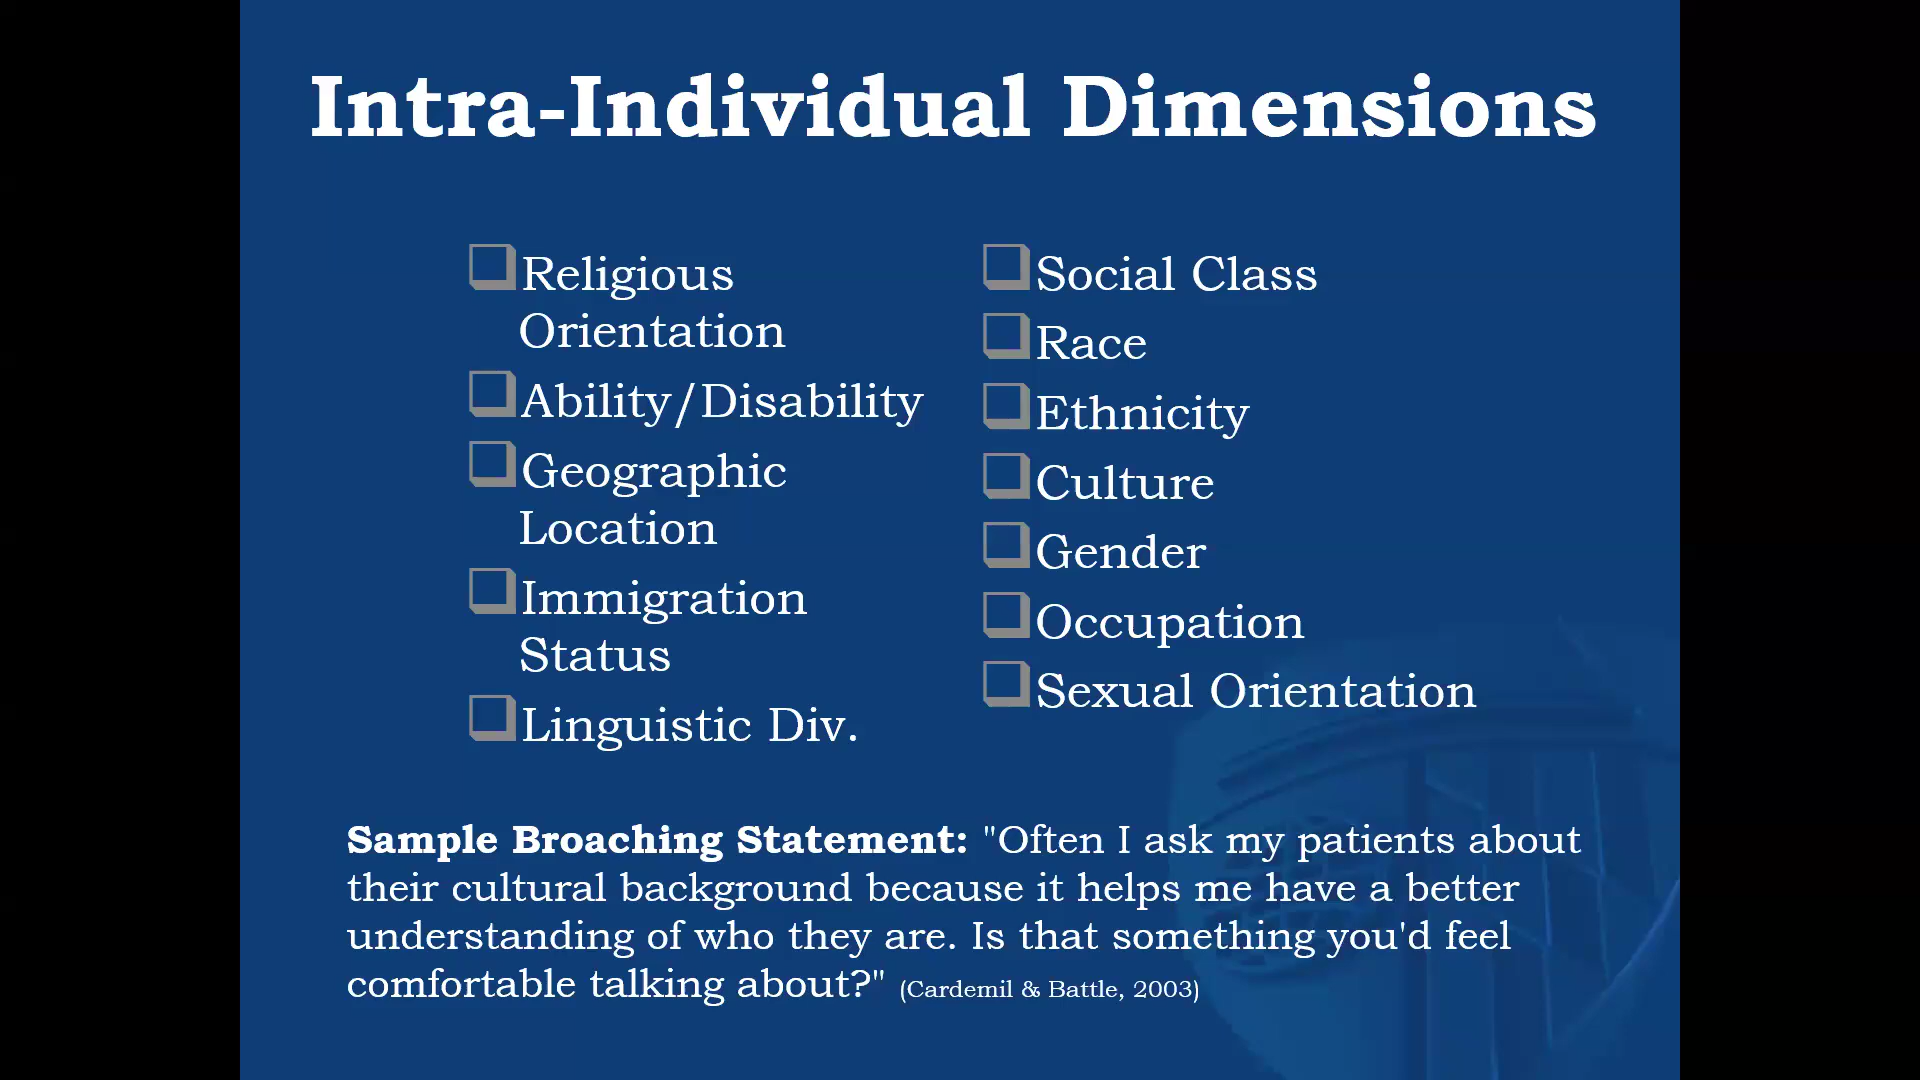 Intra-Individual Dimensions
Religious
Orientation
Ability/Disability
Geographic
Location
Immigration
Status
Linguistic Div.
Social Class
Race
Ethnicity
Culture
Gender
Occupation
Sexual Orientation
Sample Broaching Statement: "Often I ask my patients about
their cultural background because it helps me have a better
understanding of who they are. Is that something you'd feel
comfortable talking about?" (Cardemil & Battle, 2003)